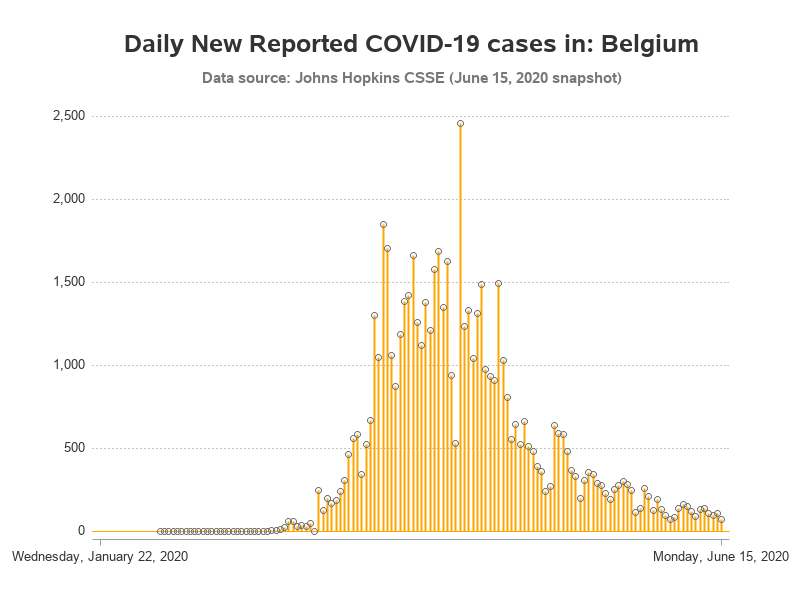 Daily New Reported COVID-19 cases in: Belgium
Data source: Johns Hopkins CSSE (June 15, 2020 snapshot)
2,500
2,000
1,500
1,000
500
0
Wednesday, January 22, 2020 Monday, June 15, 2020